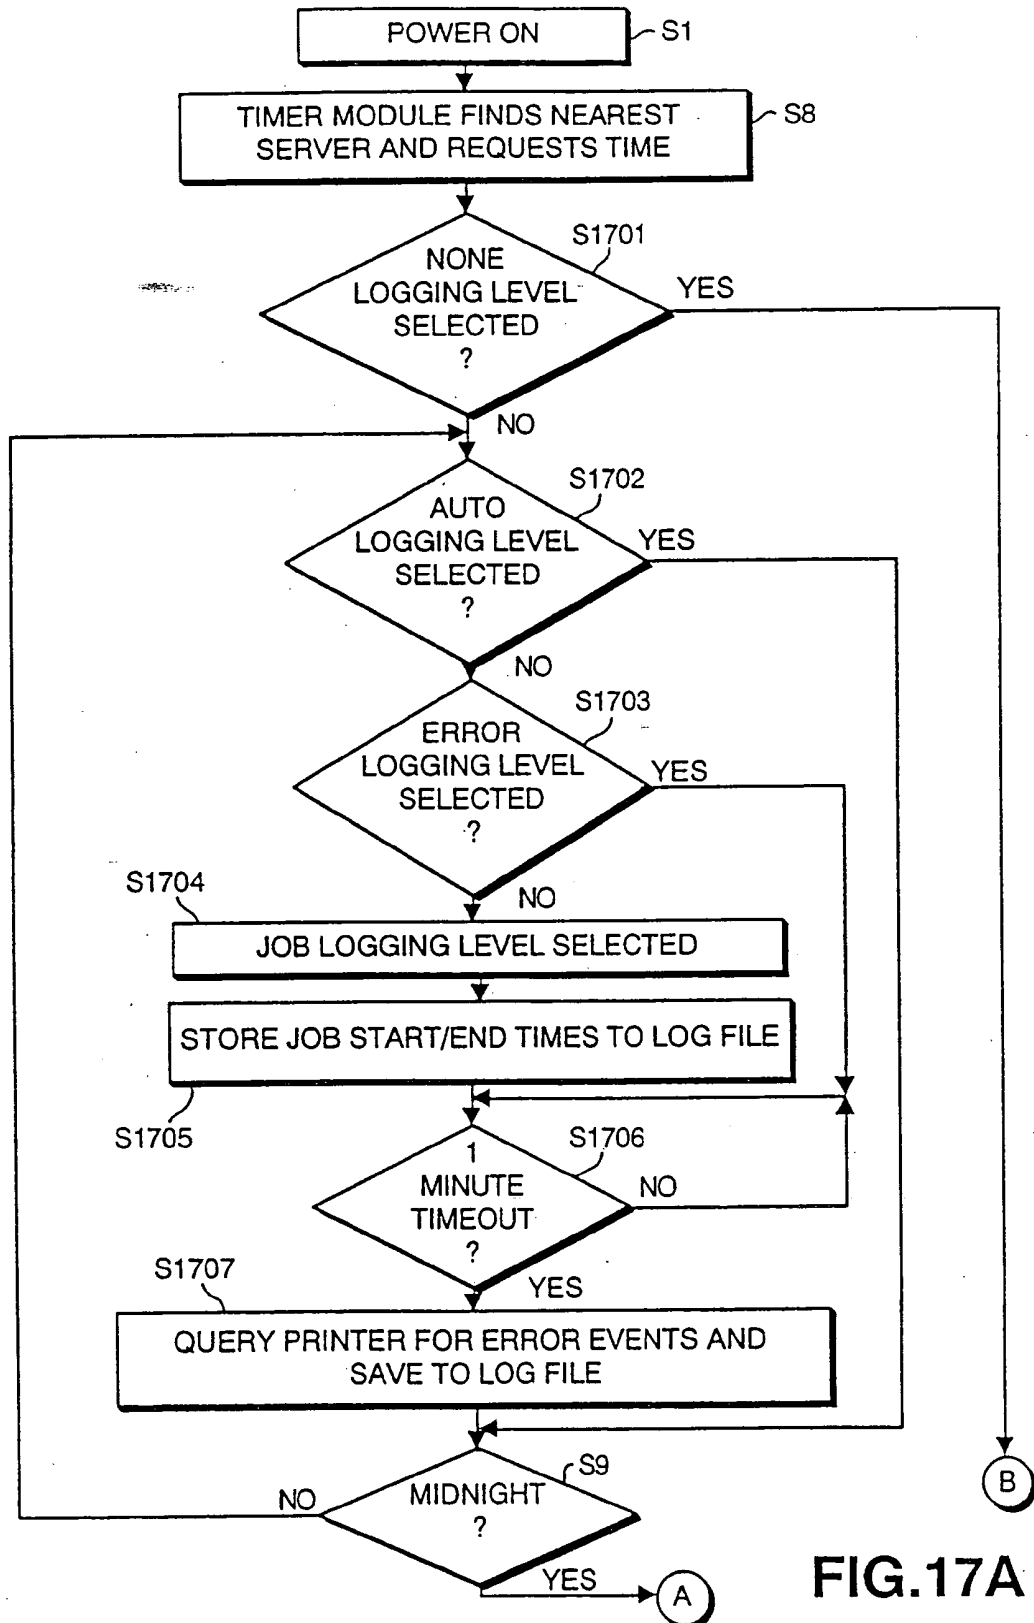 POWER ON
S1
TIMER MODULE FINDS NEAREST
SERVER AND REQUESTS TIME
S8
S1701
NONE
LOGGING LEVEL
SELECTED
?
YES
NO
S1702
AUTO
LOGGING LEVEL
SELECTED
?
YES
NO
S1703
ERROR
LOGGING LEVEL
SELECTED
?
YES
NO
S1704
JOB LOGGING LEVEL SELECTED
STORE JOB START/END TIMES TO LOG FILE
S1705
S1706
1
MINUTE
TIMEOUT
?
NO
YES
S1707
QUERY PRINTER FOR ERROR EVENTS AND
SAVE TO LOG FILE
S9
MIDNIGHT
?
NO
YES
A
B
FIG.17A